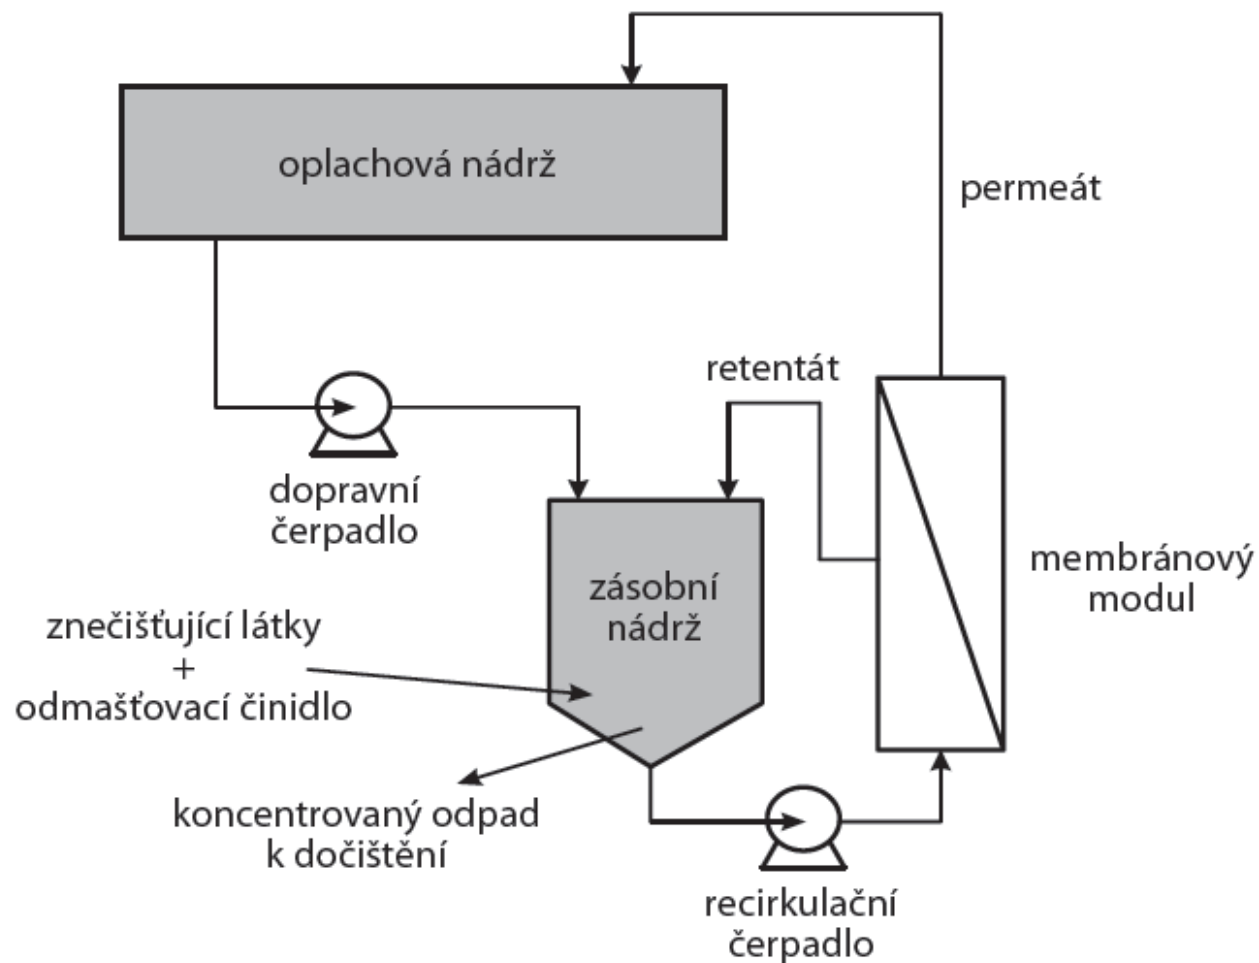 oplachová nádrž
permeát
retentát
dopravní
čerpadlo
zásobní
nádrž
membránový
modul
znečišťující látky
+
odmašťovací činidlo
koncentrovaný odpad
k dočištění
recirkulační
čerpadlo